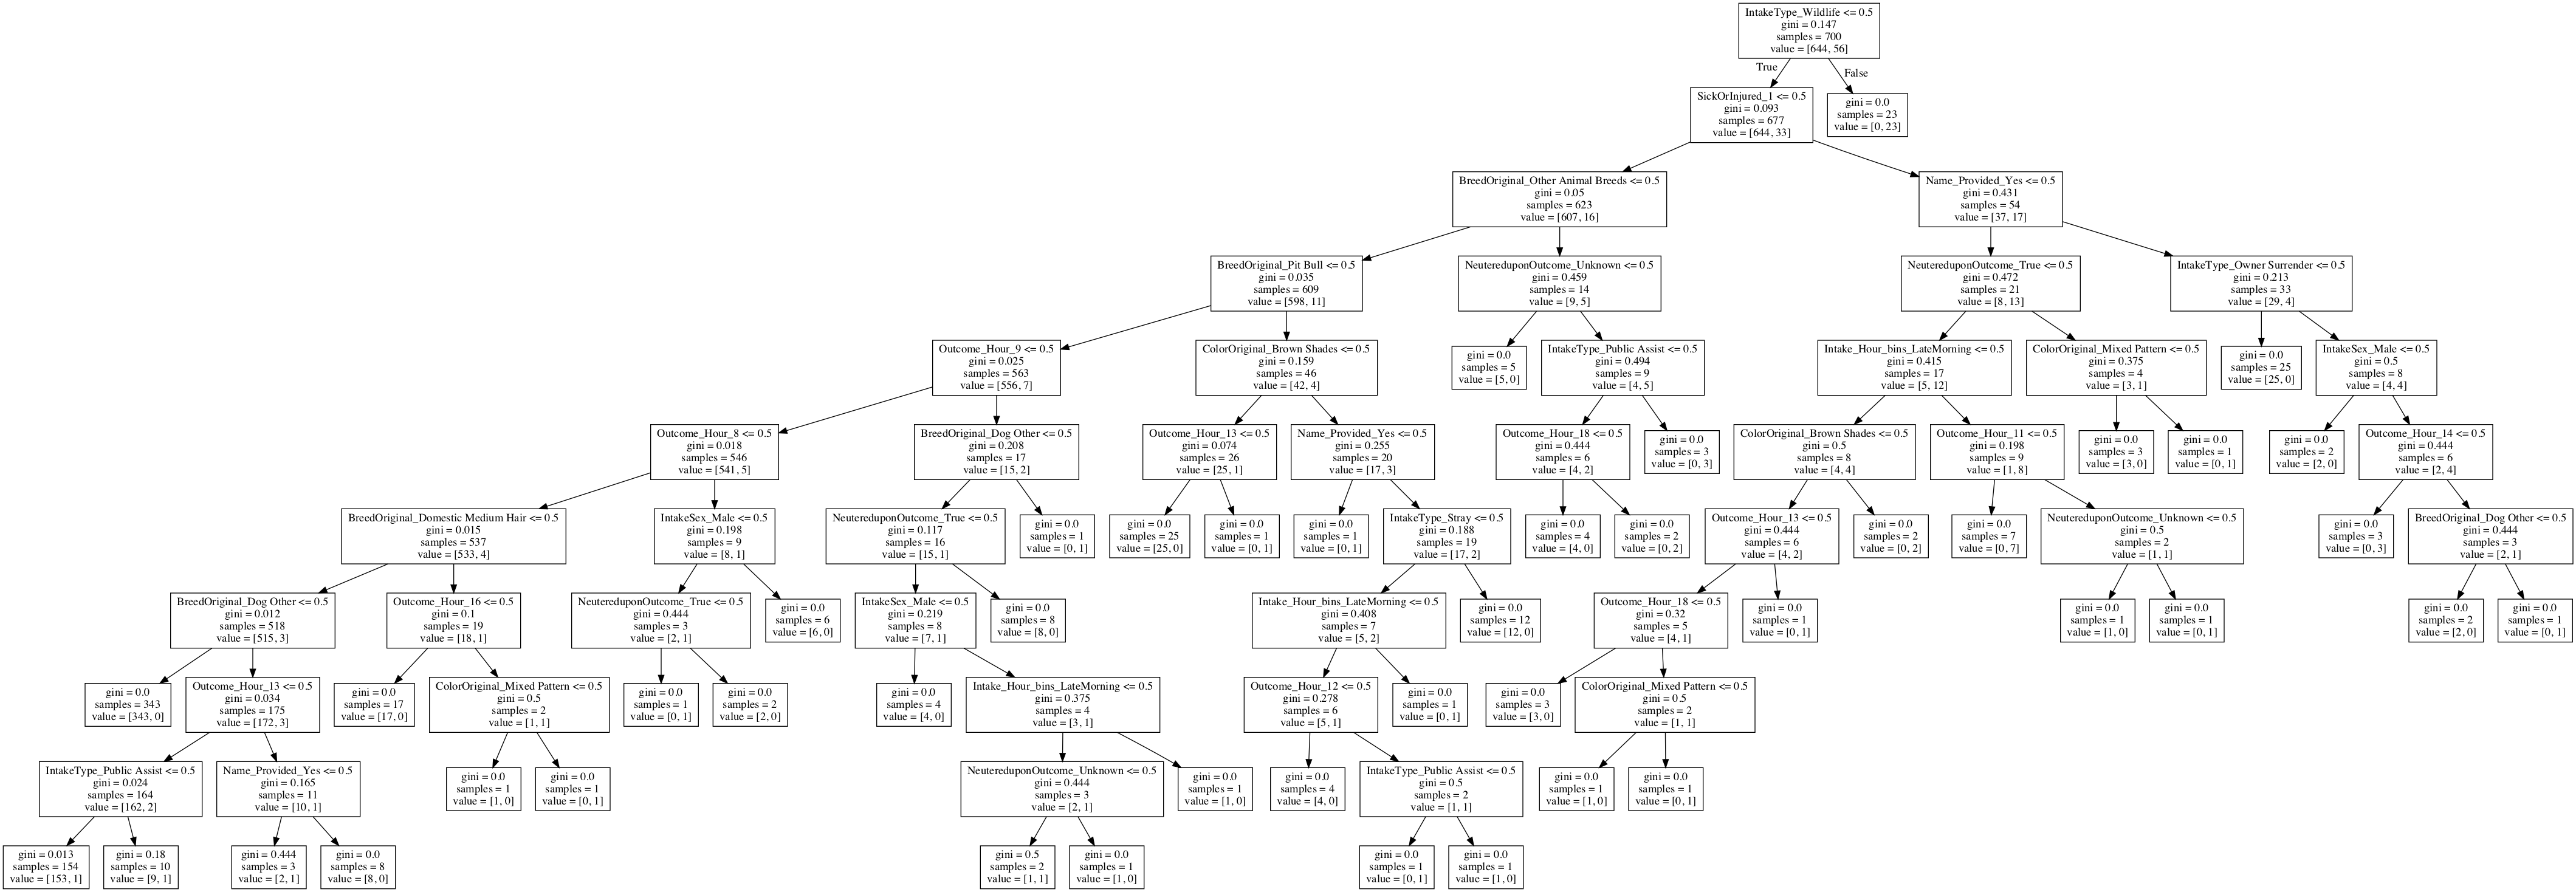 IntakeType_Wildlife <= 0.5
gini = 0.147
samples = 700
value = [644, 56]
True
False
SickOrInjured_1 <= 0.5
gini = 0.093
samples = 677
value = [644, 33]
gini = 0.0
samples = 23
value = [0, 23]
BreedOriginal_Other Animal Breeds <= 0.5
gini = 0.05
samples = 623
value = [607, 16]
Name_Provided_Yes <= 0.5
gini = 0.431
samples = 54
value = [37, 17]
BreedOriginal_Pit Bull <= 0.5
gini = 0.035
samples = 609
value = [598, 11]
NeutereduponOutcome_Unknown <= 0.5
gini = 0.459
samples = 14
value = [9, 5]
NeutereduponOutcome_True <= 0.5
gini = 0.472
samples = 21
value = [8, 13]
IntakeType_Owner Surrender <= 0.5
gini = 0.213
samples = 33
value = [29, 4]
Outcome_Hour_9 <= 0.5
gini = 0.025
samples = 563
value = [556, 7]
ColorOriginal_Brown Shades <= 0.5
gini = 0.159
samples = 46
value = [42, 4]
gini = 0.0
samples = 5
value = [5, 0]
IntakeType_Public Assist <= 0.5
gini = 0.494
samples = 9
value = [4, 5]
Intake_Hour_bins_LateMorning <= 0.5
gini = 0.415
samples = 17
value = [5, 12]
ColorOriginal_Mixed Pattern <= 0.5
gini = 0.375
samples = 4
value = [3, 1]
gini = 0.0
samples = 25
value = [25, 0]
IntakeSex_Male <= 0.5
gini = 0.5
samples = 8
value = [4, 4]
Outcome_Hour_8 <= 0.5
gini = 0.018
samples = 546
value = [541, 5]
BreedOriginal_Dog Other <= 0.5
gini = 0.208
samples = 17
value = [15, 2]
Outcome_Hour_13 <= 0.5
gini = 0.074
samples = 26
value = [25, 1]
Name_Provided_Yes <= 0.5
gini = 0.255
samples = 20
value = [17, 3]
Outcome_Hour_18 <= 0.5
gini = 0.444
samples = 6
value = [4, 2]
gini = 0.0
samples = 3
value = [0, 3]
ColorOriginal_Brown Shades <= 0.5
gini = 0.5
samples = 8
value = [4, 4]
Outcome_Hour_11 <= 0.5
gini = 0.198
samples = 9
value = [1, 8]
gini = 0.0
samples = 3
value = [3, 0]
gini = 0.0
samples = 1
value = [0, 1]
gini = 0.0
samples = 2
value = [2, 0]
Outcome_Hour_14 <= 0.5
gini = 0.444
samples = 6
value = [2, 4]
BreedOriginal_Domestic Medium Hair <= 0.5
gini = 0.015
samples = 537
value = [533, 4]
IntakeSex_Male <= 0.5
gini = 0.198
samples = 9
value = [8, 1]
NeutereduponOutcome_True <= 0.5
gini = 0.117
samples = 16
value = [15, 1]
gini = 0.0
samples = 1
value = [0, 1]
gini = 0.0
samples = 25
value = [25, 0]
gini = 0.0
samples = 1
value = [0, 1]
gini = 0.0
samples = 1
value = [0, 1]
IntakeType_Stray <= 0.5
gini = 0.188
samples = 19
value = [17, 2]
gini = 0.0
samples = 4
value = [4, 0]
gini = 0.0
samples = 2
value = [0, 2]
Outcome_Hour_13 <= 0.5
gini = 0.444
samples = 6
value = [4, 2]
gini = 0.0
samples = 2
value = [0, 2]
gini = 0.0
samples = 7
value = [0, 7]
NeutereduponOutcome_Unknown <= 0.5
gini = 0.5
samples = 2
value = [1, 1]
gini = 0.0
samples = 3
value = [0, 3]
BreedOriginal_Dog Other <= 0.5
gini = 0.444
samples = 3
value = [2, 1]
BreedOriginal_Dog Other <= 0.5
gini = 0.012
samples = 518
value = [515, 3]
Outcome_Hour_16 <= 0.5
gini = 0.1
samples = 19
value = [18, 1]
NeutereduponOutcome_True <= 0.5
gini = 0.444
samples = 3
value = [2, 1]
gini = 0.0
samples = 6
value = [6, 0]
IntakeSex_Male <= 0.5
gini = 0.219
samples = 8
value = [7, 1]
gini = 0.0
samples = 8
value = [8, 0]
Intake_Hour_bins_LateMorning <= 0.5
gini = 0.408
samples = 7
value = [5, 2]
gini = 0.0
samples = 12
value = [12, 0]
Outcome_Hour_18 <= 0.5
gini = 0.32
samples = 5
value = [4, 1]
gini = 0.0
samples = 1
value = [0, 1]
gini = 0.0
samples = 1
value = [1, 0]
gini = 0.0
samples = 1
value = [0, 1]
gini = 0.0
samples = 2
value = [2, 0]
gini = 0.0
samples = 1
value = [0, 1]
gini = 0.0
samples = 343
value = [343, 0]
Outcome_Hour_13 <= 0.5
gini = 0.034
samples = 175
value = [172, 3]
gini = 0.0
samples = 17
value = [17, 0]
ColorOriginal_Mixed Pattern <= 0.5
gini = 0.5
samples = 2
value = [1, 1]
gini = 0.0
samples = 1
value = [0, 1]
gini = 0.0
samples = 2
value = [2, 0]
gini = 0.0
samples = 4
value = [4, 0]
Intake_Hour_bins_LateMorning <= 0.5
gini = 0.375
samples = 4
value = [3, 1]
Outcome_Hour_12 <= 0.5
gini = 0.278
samples = 6
value = [5, 1]
gini = 0.0
samples = 1
value = [0, 1]
gini = 0.0
samples = 3
value = [3, 0]
ColorOriginal_Mixed Pattern <= 0.5
gini = 0.5
samples = 2
value = [1, 1]
IntakeType_Public Assist <= 0.5
gini = 0.024
samples = 164
value = [162, 2]
Name_Provided_Yes <= 0.5
gini = 0.165
samples = 11
value = [10, 1]
gini = 0.0
samples = 1
value = [1, 0]
gini = 0.0
samples = 1
value = [0, 1]
NeutereduponOutcome_Unknown <= 0.5
gini = 0.444
samples = 3
value = [2, 1]
gini = 0.0
samples = 1
value = [1, 0]
gini = 0.0
samples = 4
value = [4, 0]
IntakeType_Public Assist <= 0.5
gini = 0.5
samples = 2
value = [1, 1]
gini = 0.0
samples = 1
value = [1, 0]
gini = 0.0
samples = 1
value = [0, 1]
gini = 0.013
samples = 154
value = [153, 1]
gini = 0.18
samples = 10
value = [9, 1]
gini = 0.444
samples = 3
value = [2, 1]
gini = 0.0
samples = 8
value = [8, 0]
gini = 0.5
samples = 2
value = [1, 1]
gini = 0.0
samples = 1
value = [1, 0]
gini = 0.0
samples = 1
value = [0, 1]
gini = 0.0
samples = 1
value = [1, 0]